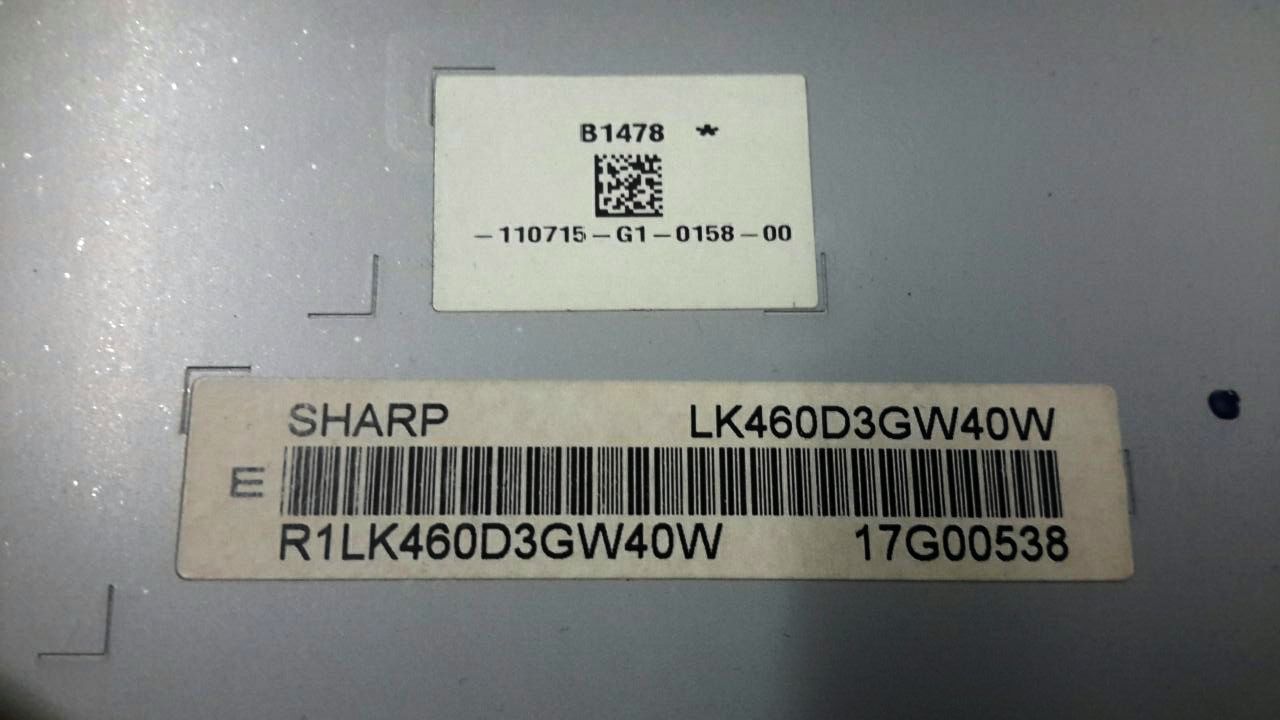 B1478 *
-110715-G1-0158-00
SHARP LK460D3GW40W
E
R1LK460D3GW40W 17G00538